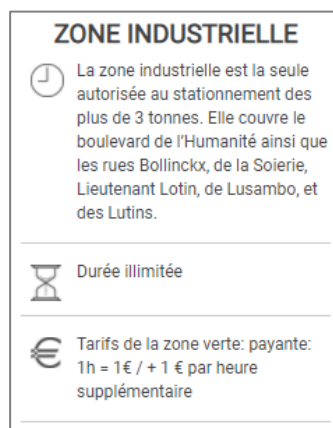 ZONE INDUSTRIELLE
La zone industrielle est la seule
autorisée au stationnement des
plus de 3 tonnes. Elle couvre le
boulevard de l'Humanité ainsi que
les rues Bollinckx, de la Soierie,
Lieutenant Lotin, de Lusambo, et
des Lutins.
Durée illimitée
Tarifs de la zone verte: payante:
1h = 1€ / + 1 € par heure
supplémentaire